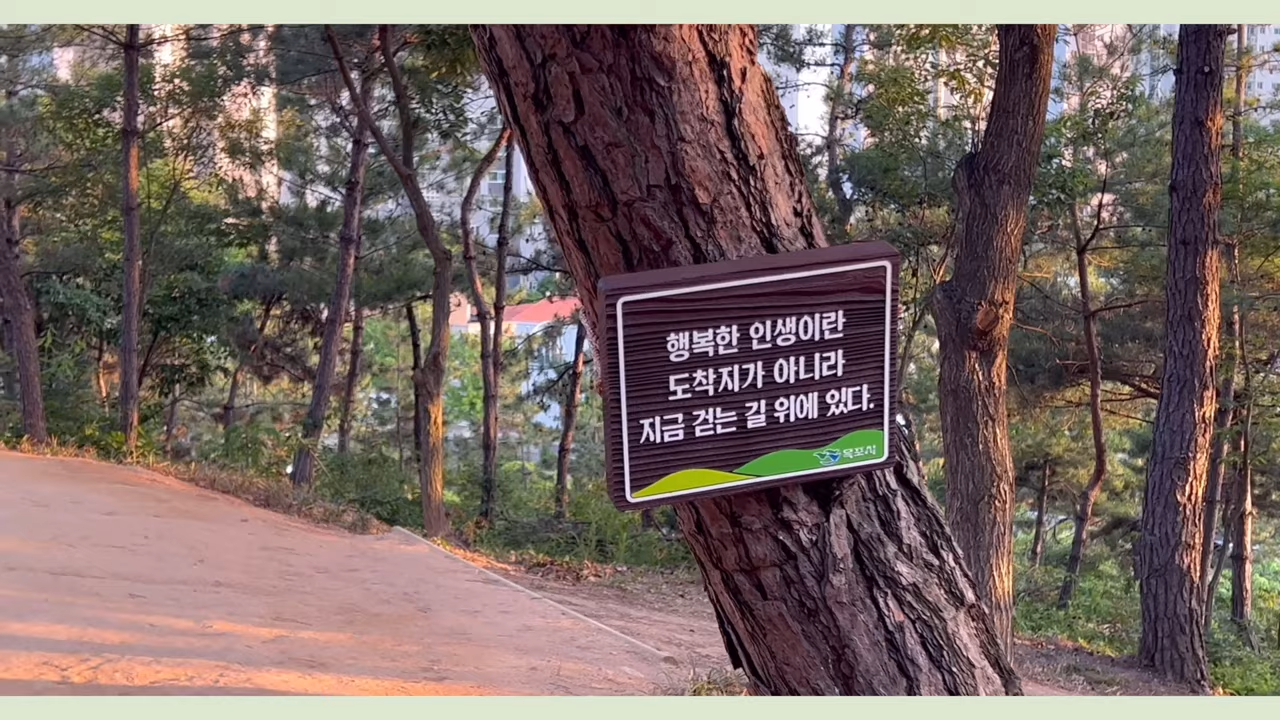 행복한 인생이란
도착지가 아니라
지금 걷는 길 위에 있다.
목포시